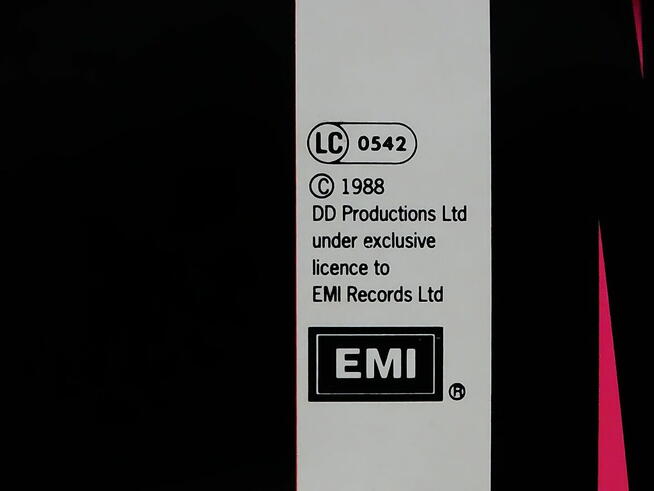 LC 0542
© 1988
DD Productions Ltd
under exclusive
licence to
EMI Records Ltd
EMI ®